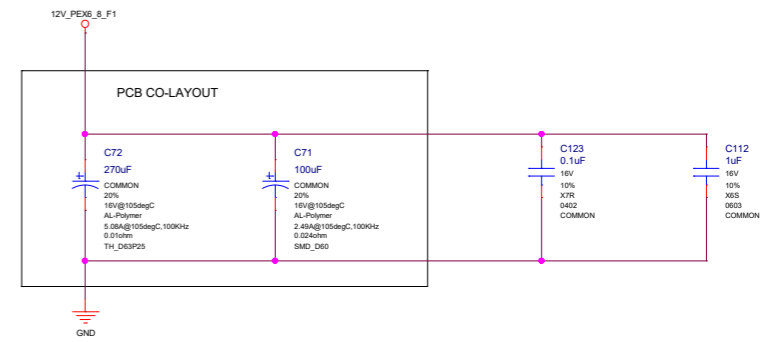 12V_PEX6_8_F1
PCB CO-LAYOUT
C72
270uF
COMMON
20%
16V@105degC
AL-Polymer
5.08A@105degC,100KHz
0.01ohm
TH_D63P25
C71
100uF
COMMON
20%
16V@105degC
AL-Polymer
2.49A@105degC,100KHz
0.024ohm
SMD_D60
C123
0.1uF
16V
10%
X7R
0402
COMMON
C112
1uF
16V
10%
X6S
0603
COMMON
GND